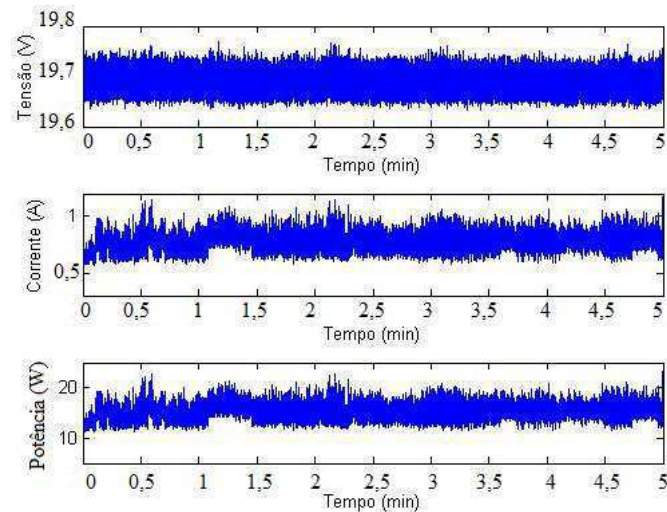 19,8
19,7
19,6
Tensão (V)
0 0,5 1 1,5 2 2,5 3 3,5 4 4,5 5
Tempo (min)
1
0,5
Corrente (A)
0 0,5 1 1,5 2 2,5 3 3,5 4 4,5 5
Tempo (min)
20
10
Potência (W)
0 0,5 1 1,5 2 2,5 3 3,5 4 4,5 5
Tempo (min)